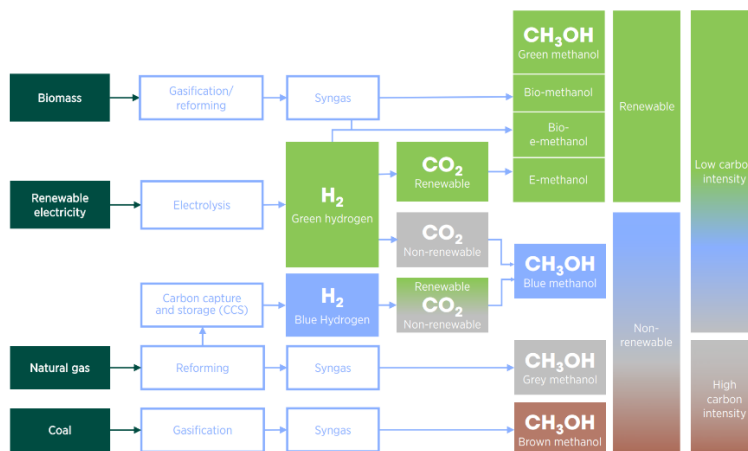 CH₃OH
Green methanol
Biomass
Gasification/
reforming
Syngas
Bio-methanol
Renewable
Bio-
e-methanol
Low carbon
intensity
Renewable
electricity
Electrolysis
H₂
Green hydrogen
CO₂
Renewable
E-methanol
CO₂
Non-renewable
CH₃OH
Blue methanol
Carbon capture
and storage (CCS)
H₂
Blue Hydrogen
Renewable
CO₂
Non-renewable
Non-
renewable
Natural gas
Reforming
Syngas
CH₃OH
Grey methanol
High
carbon
intensity
Coal
Gasification
Syngas
CH₃OH
Brown methanol